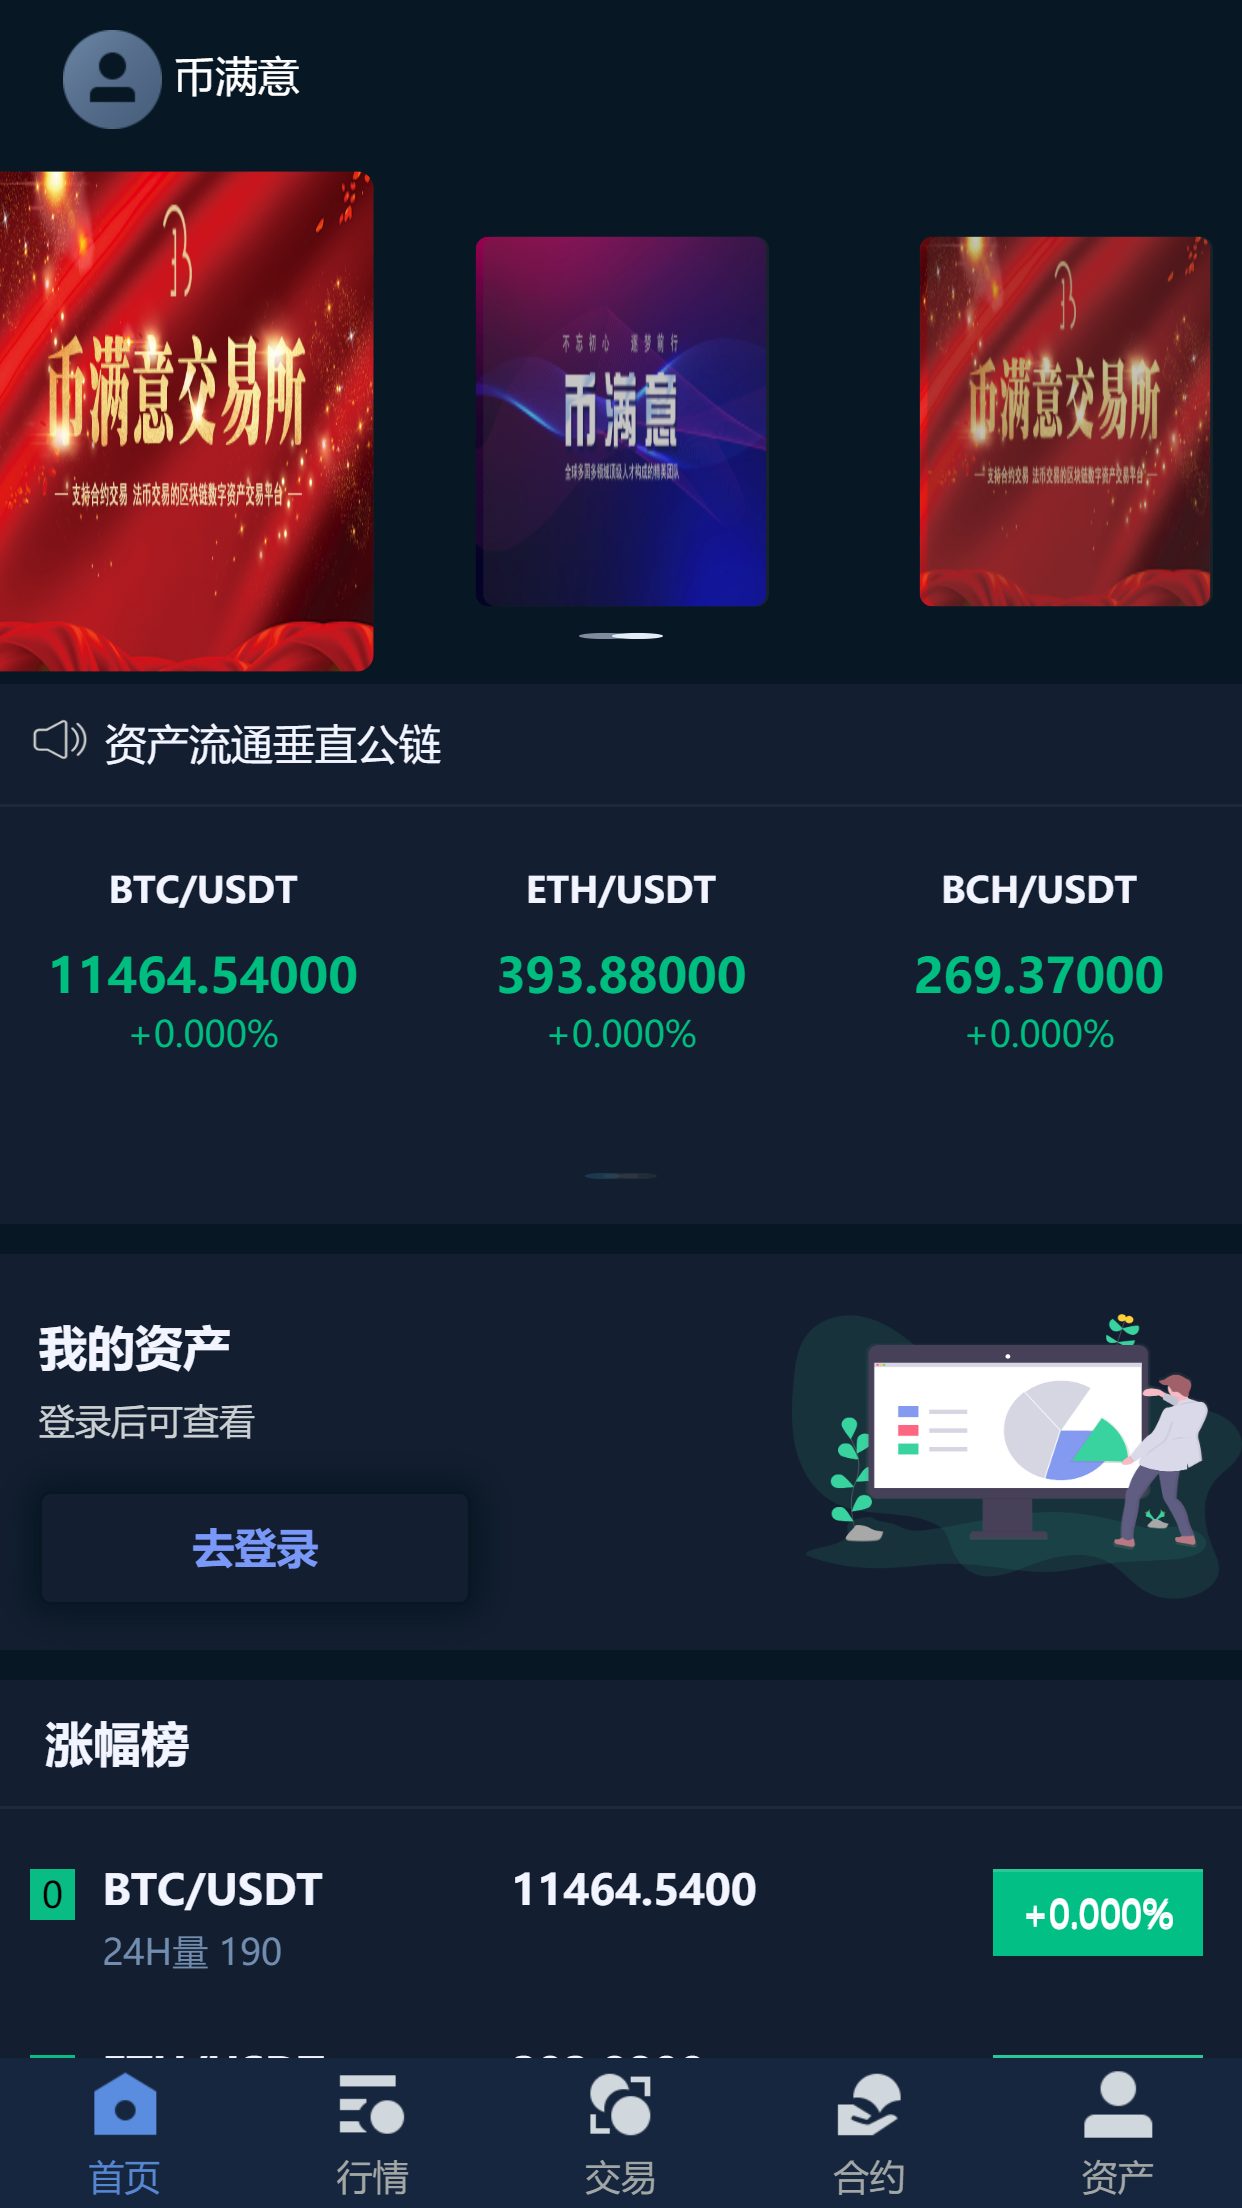 币满意
币满意交易所
支持合约交易 法币交易的区块链数字资产交易平台
不忘初心 逐梦前行
币满意
全球多国多领域顶级人才构成的精英团队
币满意交易所
支持合约交易 法币交易的区块链数字资产交易平台
资产流通垂直公链
BTC/USDT
ETH/USDT
BCH/USDT
11464.54000
393.88000
269.37000
+0.000%
+0.000%
+0.000%
我的资产
登录后可查看
去登录
涨幅榜
0
BTC/USDT
11464.5400
+0.000%
24H量 190
首页
行情
交易
合约
资产